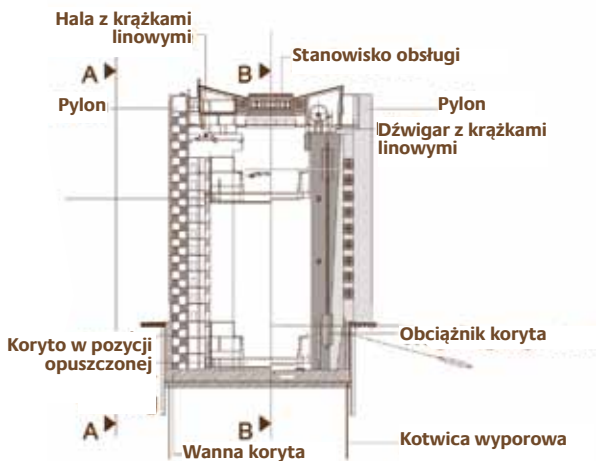 Hala z krążkami
linowymi
Stanowisko obsługi
A
B
Pylon
Pylon
Dźwigar z krążkami
linowymi
Obciążnik koryta
Koryto w pozycji
opuszczonej
A
B
Kotwica wyporowa
Wanna koryta